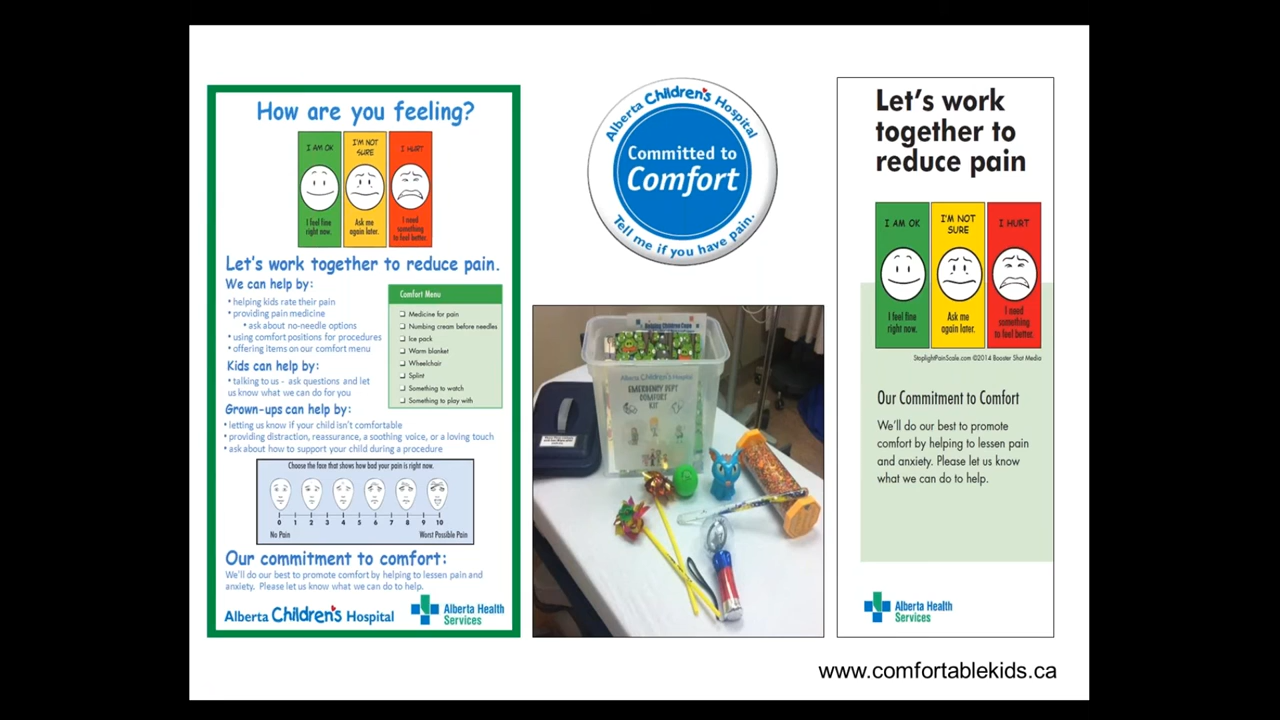 How are you feeling?
I AM OK
I feel fine
right now.
I'M NOT
SURE
Ask me
again later.
I HURT
I need
something
to feel better.
Let's work together to reduce pain.
We can help by:
• helping kids rate their pain
• providing pain medicine
• ask about no-needle options
• using comfort positions for procedures
• offering items on our comfort menu
Kids can help by:
• talking to us - ask questions and let
us know what we can do for you
Comfort Menu
Medicine for pain
Numbing cream before needles
Ice pack
Warm blanket
Wheelchair
Splint
Something to watch
Something to play with
Grown-ups can help by:
• letting us know if your child isn't comfortable
• providing distraction, reassurance, a soothing voice, or a loving touch
• ask about how to support your child during a procedure
Choose the face that shows how bad your pain is right now.
0 1 2 3 4 5 6 7 8 9 10
No Pain Worst Possible Pain
Our commitment to comfort:
We'll do our best to promote comfort by helping to lessen pain and
anxiety. Please let us know what we can do to help.
Alberta Children's Hospital
Alberta Health
Services
Alberta Children's Hospital
Committed to
Comfort
Tell me if you have pain.
Alberta Children's Hospital
EMERGENCY DEPT
COMFORT
KIT
Let's work
together to
reduce pain
I AM OK
I feel fine
right now.
I'M NOT
SURE
Ask me
again later.
I HURT
I need
something
to feel better.
StoplightPainScale.com ©2014 Booster Shot Media
Our Commitment to Comfort
We'll do our best to promote
comfort by helping to lessen pain
and anxiety. Please let us know
what we can do to help.
Alberta Health
Services
www.comfortablekids.ca